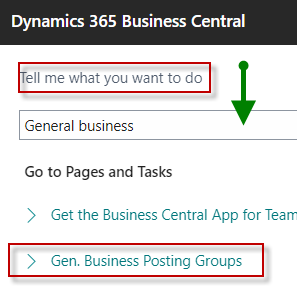 Dynamics 365 Business Central
Tell me what you want to do
General business
Go to Pages and Tasks
Get the Business Central App for Team
Gen. Business Posting Groups